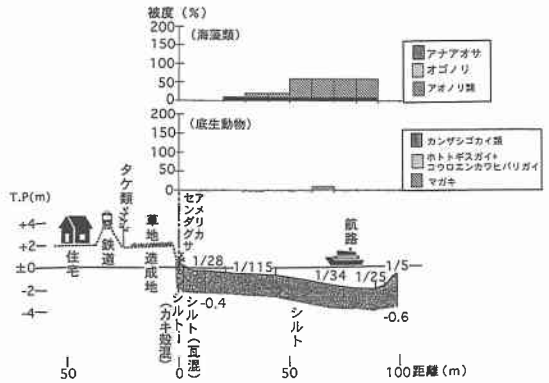 被度(%)
200
(海藻類)
150
100
50
0
アナアオサ
オゴノリ
アオノリ類
200
(底生動物)
150
100
50
0
カンザシゴカイ類
ホトトギスガイ+
コウロエンカワヒバリガイ
マガキ
T.P(m)
+4
+2
±0
-2
-4
住宅
鉄道
タケ類
草地
造成地
(カキ殻混)
アメリカ
センダングサ
シルト
シルト(瓦混)
シルト
航路
1/28
1/115
1/34
1/25
1/5
-0.4
-0.6
50
0
50
100
距離(m)